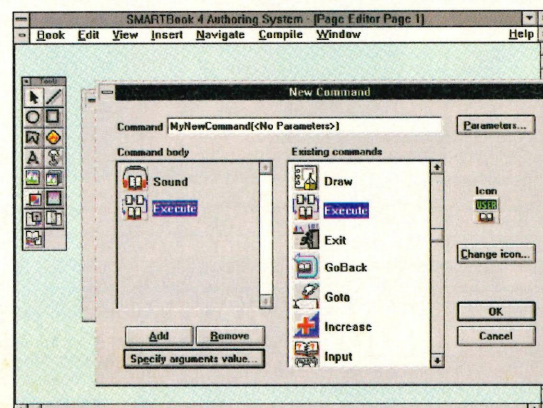 SMARTBook 4 Authoring System - [Page Editor Page 1]
Book Edit View Insert Navigate Compile Window Help
Tools
A
New Command
Command MyNewCommand(<No Parameters>)
Parameters...
Command body
Existing commands
Sound
Execute
Draw
Execute
Exit
GoBack
Goto
Increase
Input
Icon
USER
Change icon...
OK
Cancel
Add Remove
Specify arguments value...